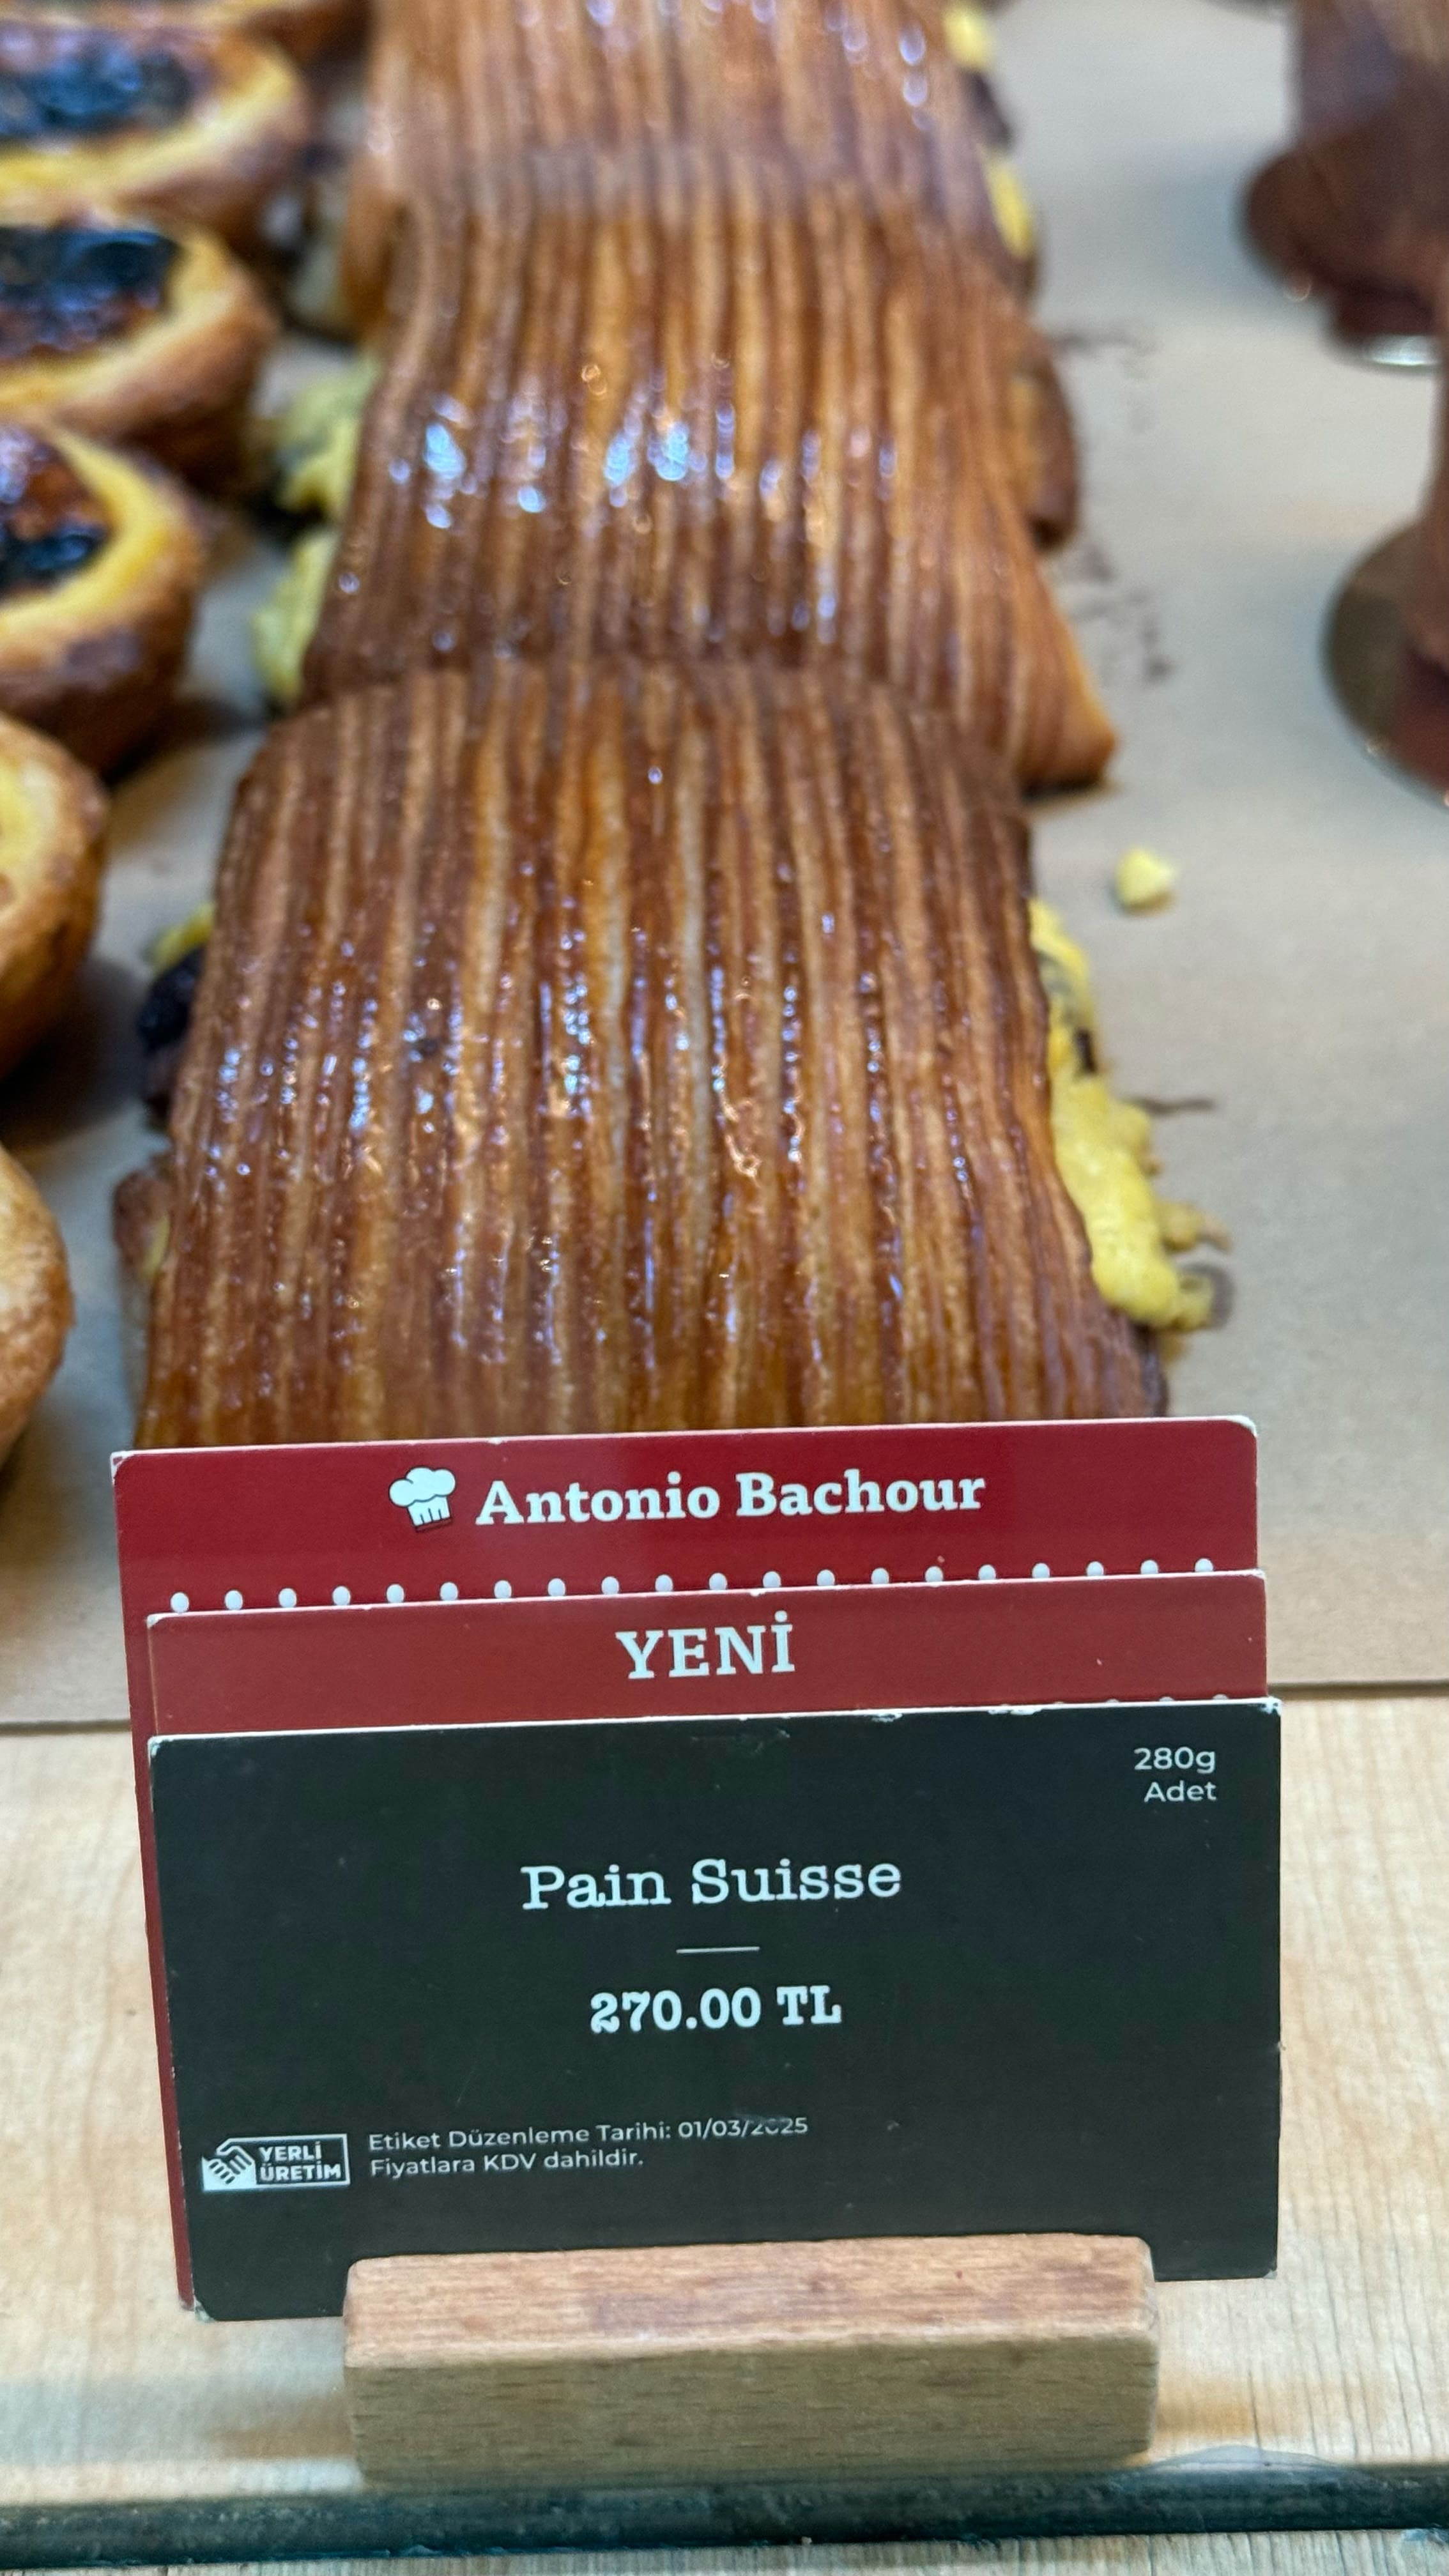 Antonio Bachour
YENİ
280g
Adet
Pain Suisse
270.00 TL
YERLİ
ÜRETİM
Etiket Düzenleme Tarihi: 01/03/2025
Fiyatlara KDV dahildir.